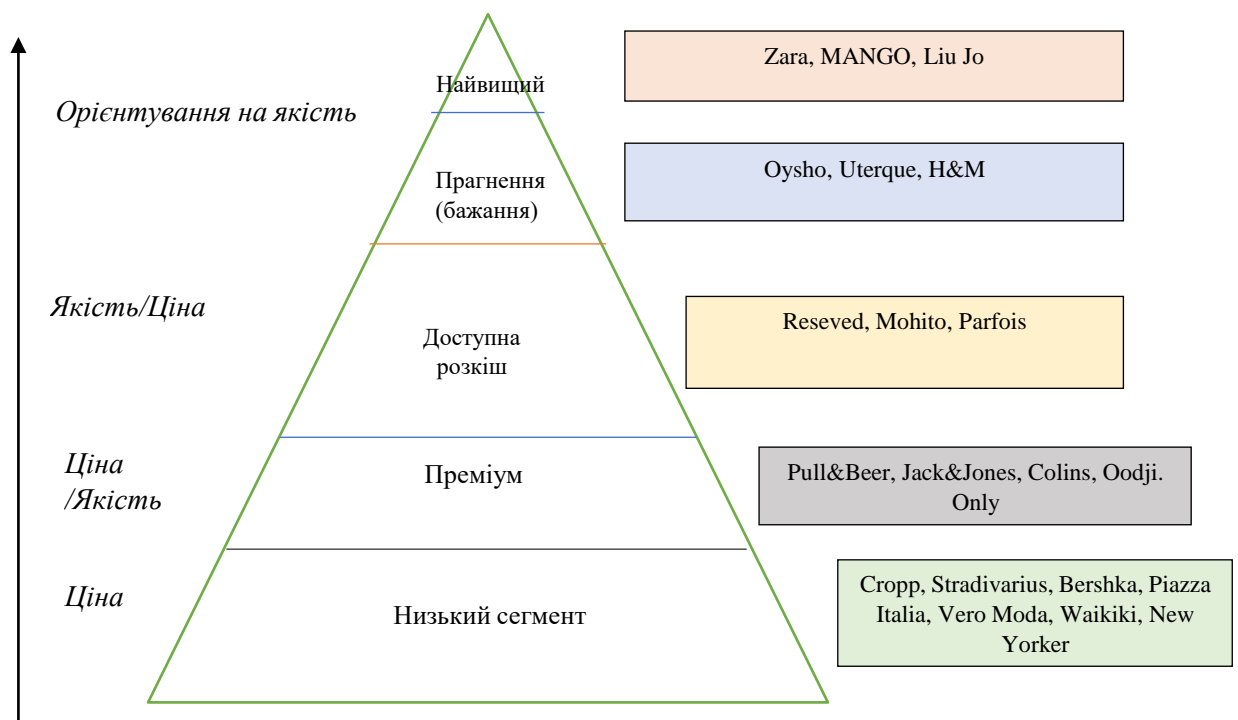 Zara, MANGO, Liu Jo
Найвищий
Орієнтування на якість
Oysho, Uterque, H&M
Прагнення
(бажання)
Якість/Ціна
Reseved, Mohito, Parfois
Доступна
розкіш
Ціна
/Якість
Преміум
Pull&Beer, Jack&Jones, Colins, Oodji.
Only
Ціна
Низький сегмент
Cropp, Stradivarius, Bershka, Piazza
Italia, Vero Moda, Waikiki, New
Yorker